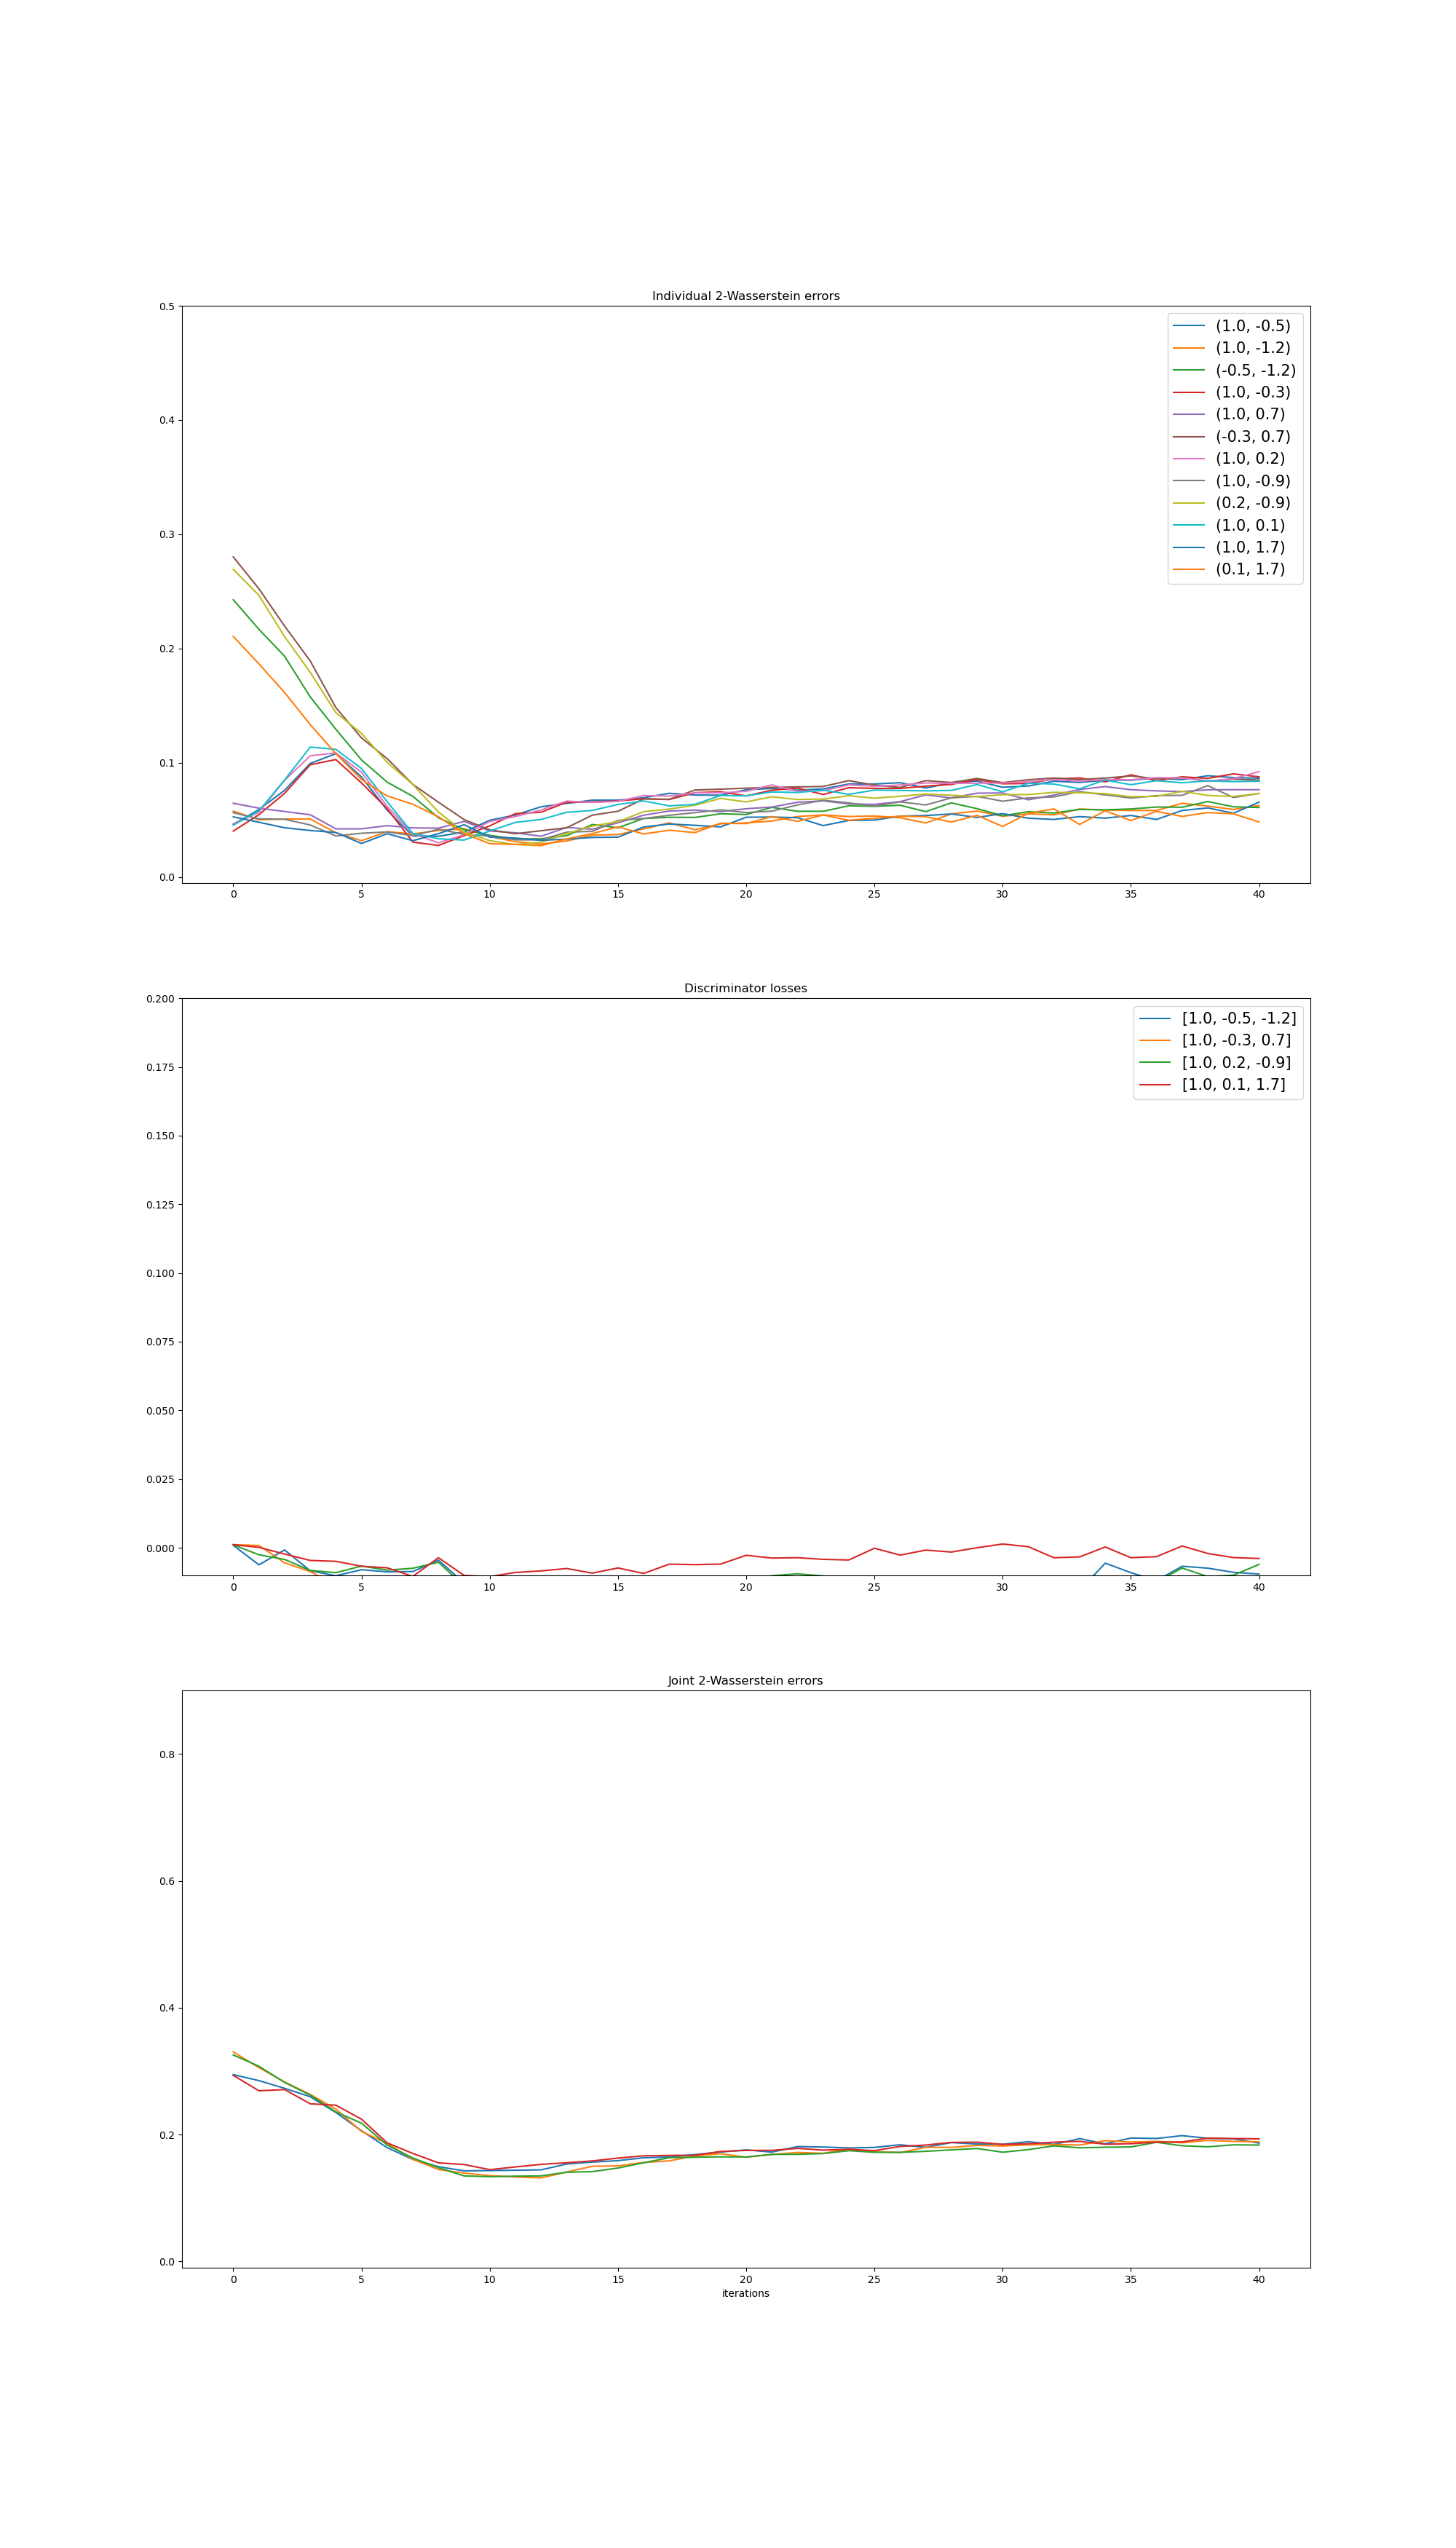 Individual 2-Wasserstein errors
0.5
0.4
0.3
0.2
0.1
0.0
(1.0, -0.5)
(1.0, -1.2)
(-0.5, -1.2)
(1.0, -0.3)
(1.0, 0.7)
(-0.3, 0.7)
(1.0, 0.2)
(1.0, -0.9)
(0.2, -0.9)
(1.0, 0.1)
(1.0, 1.7)
(0.1, 1.7)
0 5 10 15 20 25 30 35 40
Discriminator losses
0.200
0.175
0.150
0.125
0.100
0.075
0.050
0.025
0.000
[1.0, -0.5, -1.2]
[1.0, -0.3, 0.7]
[1.0, 0.2, -0.9]
[1.0, 0.1, 1.7]
0 5 10 15 20 25 30 35 40
Joint 2-Wasserstein errors
0.8
0.6
0.4
0.2
0.0
0 5 10 15 20 25 30 35 40
iterations